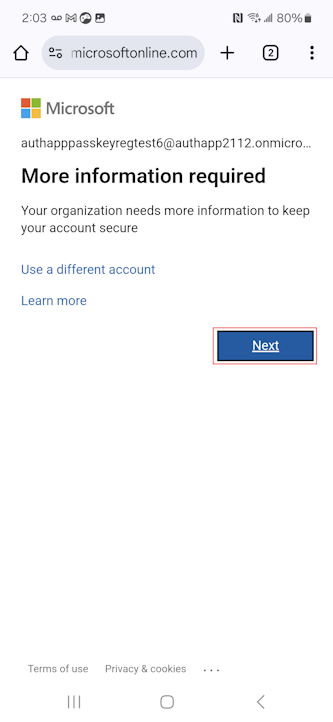 2:03
80%
microsoftonline.com
2
Microsoft
authapppasskeyregtest6@authapp2112.onmicro...
More information required
Your organization needs more information to keep
your account secure
Use a different account
Learn more
Next
Terms of use Privacy & cookies ...